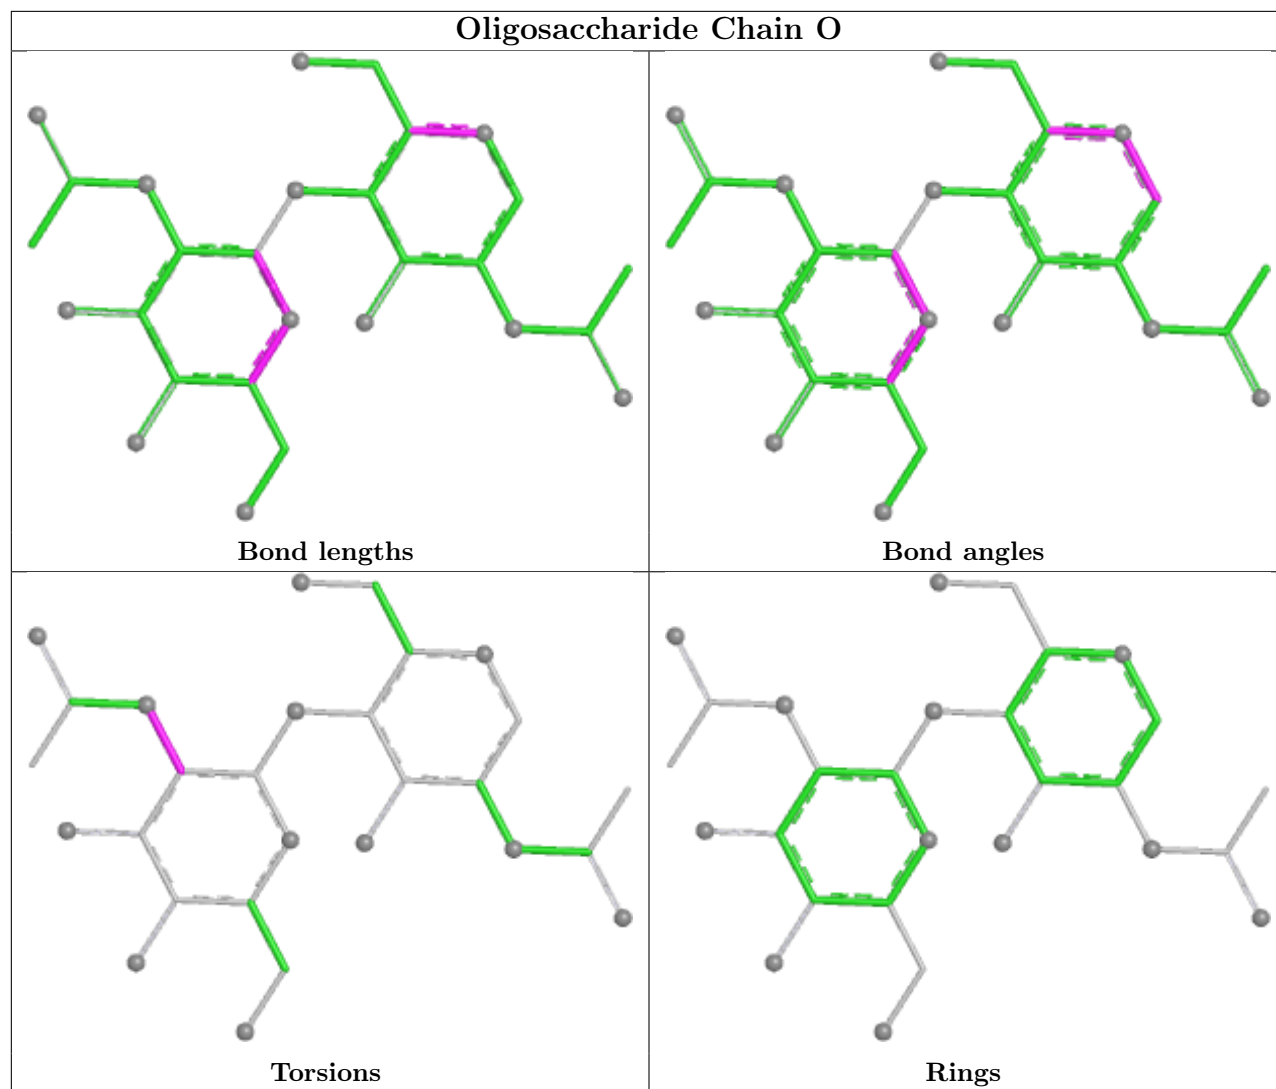 Oligosaccharide Chain O
Bond lengths
Bond angles
Torsions
Rings